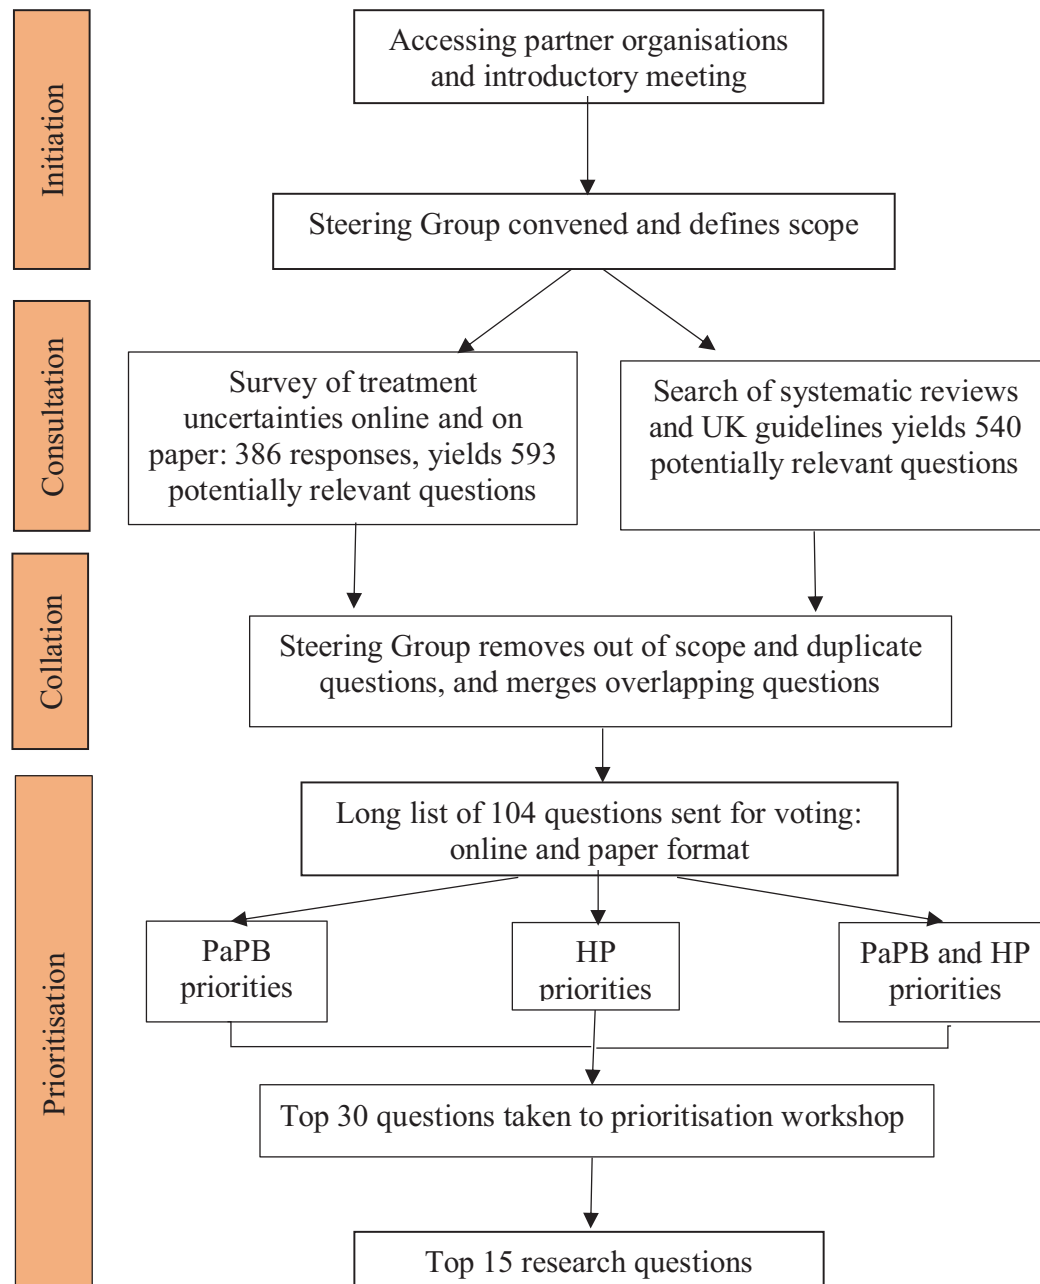 Initiation
Accessing partner organisations
and introductory meeting
Steering Group convened and defines scope
Consultation
Survey of treatment
uncertainties online and on
paper: 386 responses, yields 593
potentially relevant questions
Search of systematic reviews
and UK guidelines yields 540
potentially relevant questions
Collation
Steering Group removes out of scope and duplicate
questions, and merges overlapping questions
Prioritisation
Long list of 104 questions sent for voting:
online and paper format
PaPB
priorities
HP
priorities
PaPB and HP
priorities
Top 30 questions taken to prioritisation workshop
Top 15 research questions